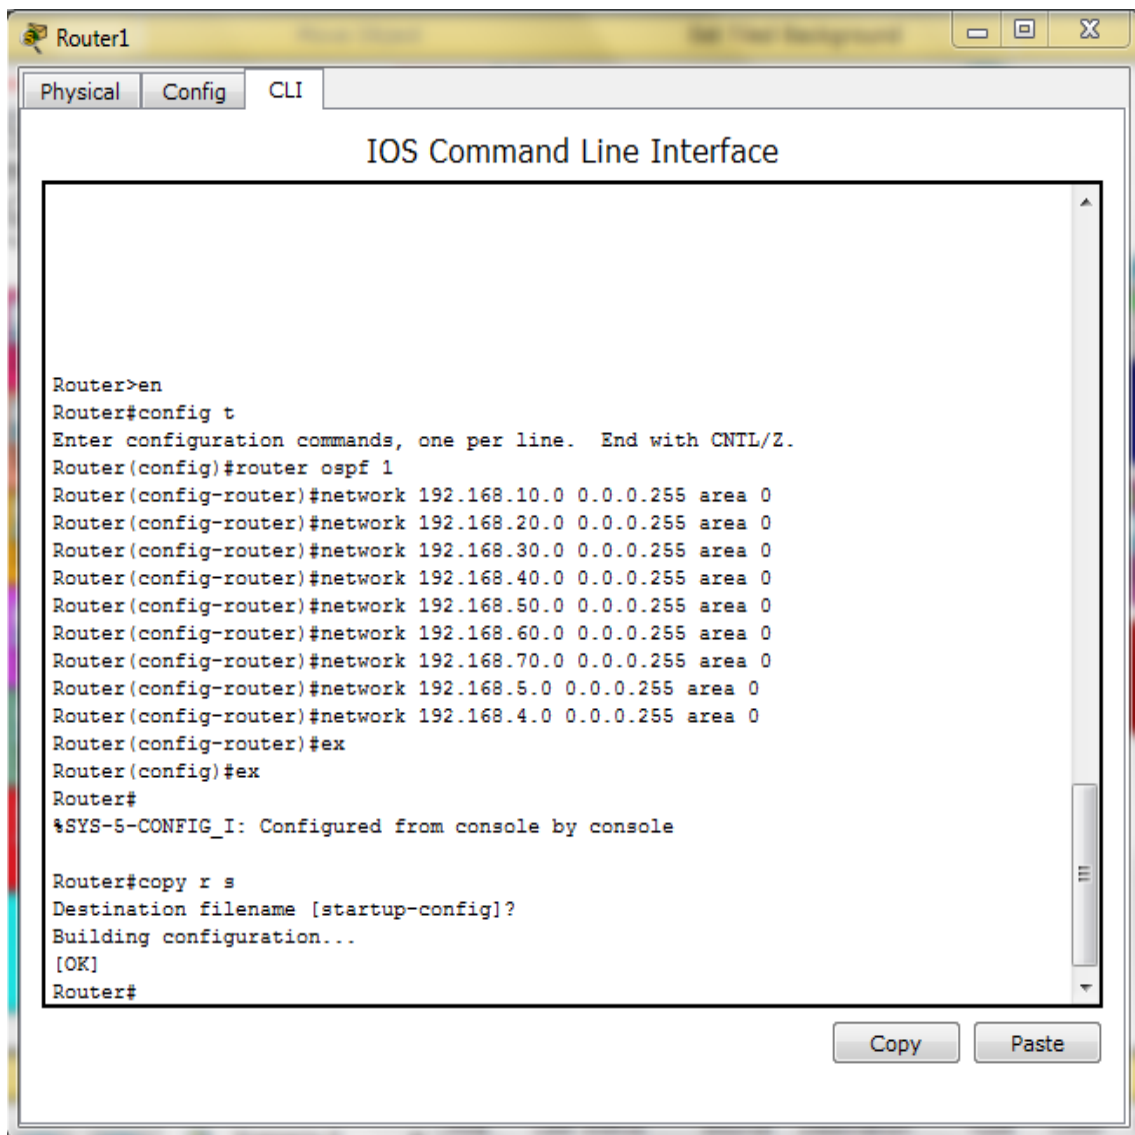 Router1
Physical Config CLI
IOS Command Line Interface
Router>en
Router#config t
Enter configuration commands, one per line.  End with CNTL/Z.
Router(config)#router ospf 1
Router(config-router)#network 192.168.10.0 0.0.0.255 area 0
Router(config-router)#network 192.168.20.0 0.0.0.255 area 0
Router(config-router)#network 192.168.30.0 0.0.0.255 area 0
Router(config-router)#network 192.168.40.0 0.0.0.255 area 0
Router(config-router)#network 192.168.50.0 0.0.0.255 area 0
Router(config-router)#network 192.168.60.0 0.0.0.255 area 0
Router(config-router)#network 192.168.70.0 0.0.0.255 area 0
Router(config-router)#network 192.168.5.0 0.0.0.255 area 0
Router(config-router)#network 192.168.4.0 0.0.0.255 area 0
Router(config-router)#ex
Router(config)#ex
Router#
%SYS-5-CONFIG_I: Configured from console by console
Router#copy r s
Destination filename [startup-config]?
Building configuration...
[OK]
Router#
Copy Paste